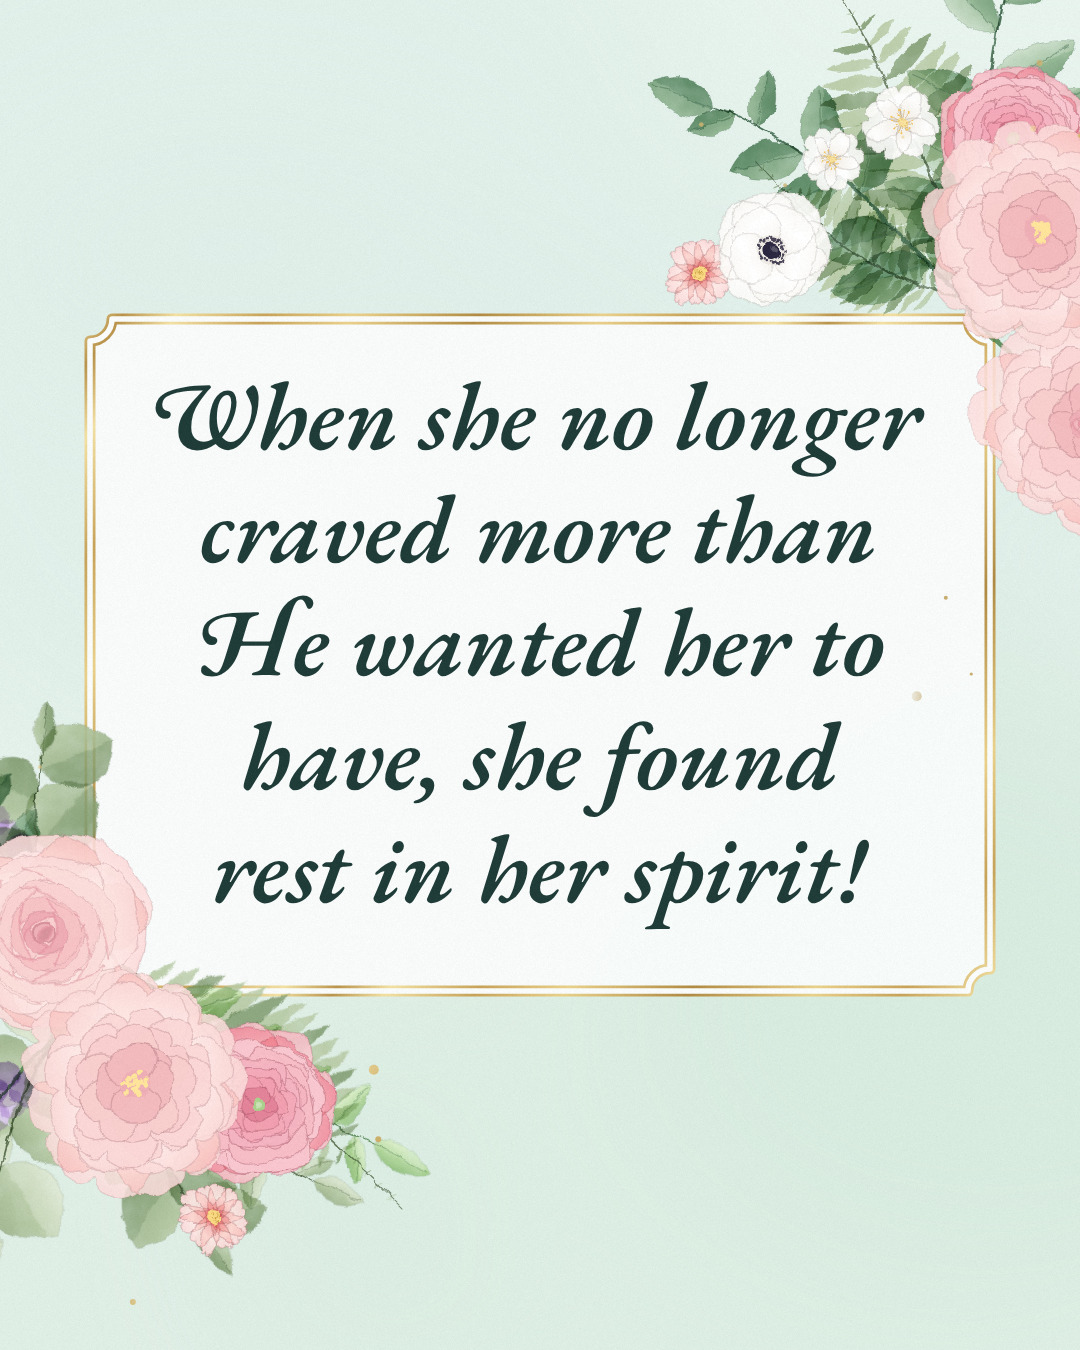 When she no longer
craved more than
He wanted her to
have, she found
rest in her spirit!